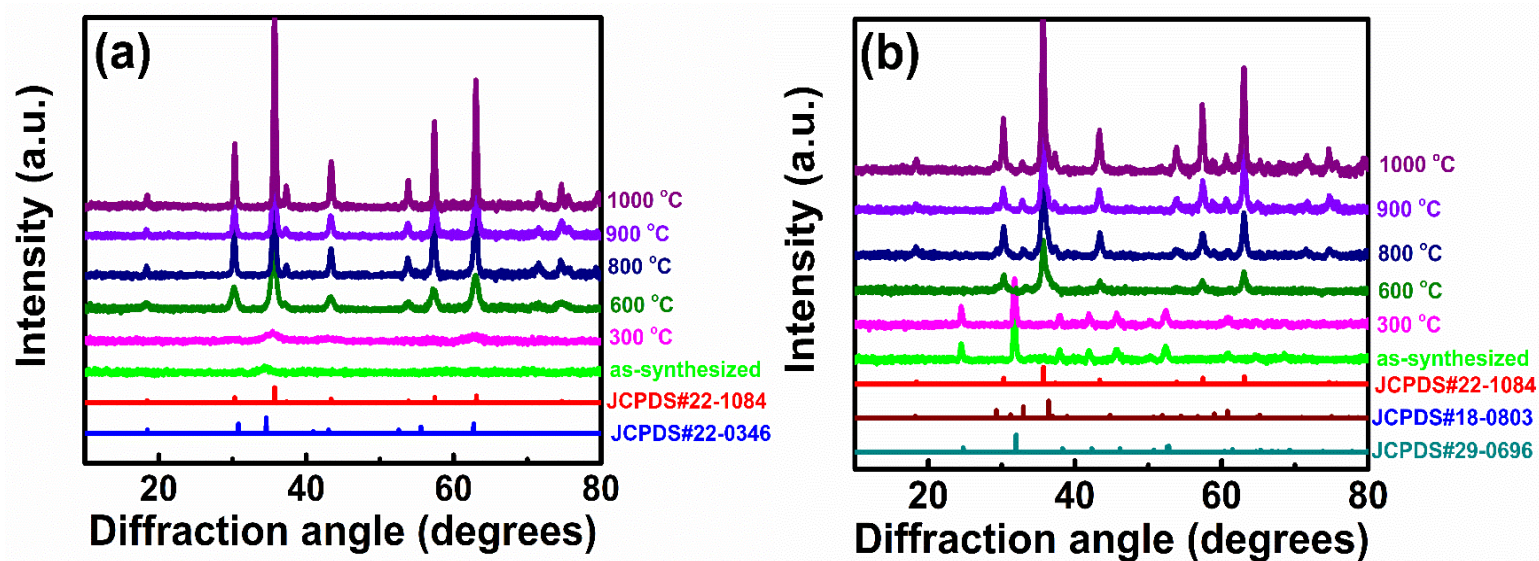 (a)
Intensity (a.u.)
1000 °C
900 °C
800 °C
600 °C
300 °C
as-synthesized
JCPDS#22-1084
JCPDS#22-0346
20 40 60 80
Diffraction angle (degrees)
(b)
Intensity (a.u.)
1000 °C
900 °C
800 °C
600 °C
300 °C
as-synthesized
JCPDS#22-1084
JCPDS#18-0803
JCPDS#29-0696
20 40 60 80
Diffraction angle (degrees)